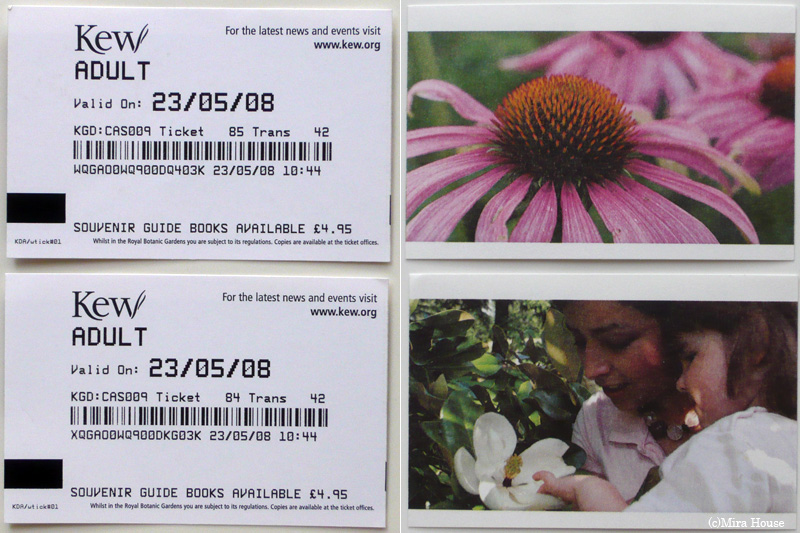 Kew
For the latest news and events visit
www.kew.org
ADULT
Valid On: 23/05/08
KGD:CAS009 Ticket 85 Trans 42
WQGAO0WQ900DQ403K 23/05/08 10:44
SOUVENIR GUIDE BOOKS AVAILABLE £4.95
KDA/wtick#01
Whilst in the Royal Botanic Gardens you are subject to its regulations. Copies are available at the ticket offices.
Kew
For the latest news and events visit
www.kew.org
ADULT
Valid On: 23/05/08
KGD:CAS009 Ticket 84 Trans 42
XQGAO0WQ900DKG03K 23/05/08 10:44
SOUVENIR GUIDE BOOKS AVAILABLE £4.95
KDA/wtick#01
Whilst in the Royal Botanic Gardens you are subject to its regulations. Copies are available at the ticket offices.
(c)Mira House